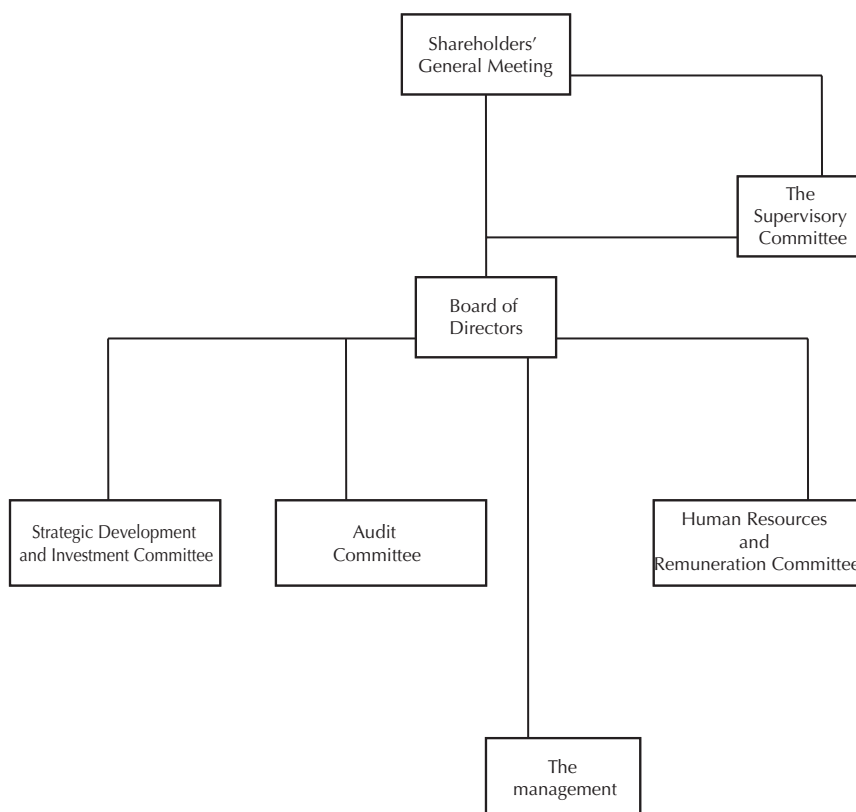 Shareholders’
General Meeting
The
Supervisory
Committee
Board of
Directors
Strategic Development
and Investment Committee
Audit
Committee
Human Resources
and
Remuneration Committee
The
management